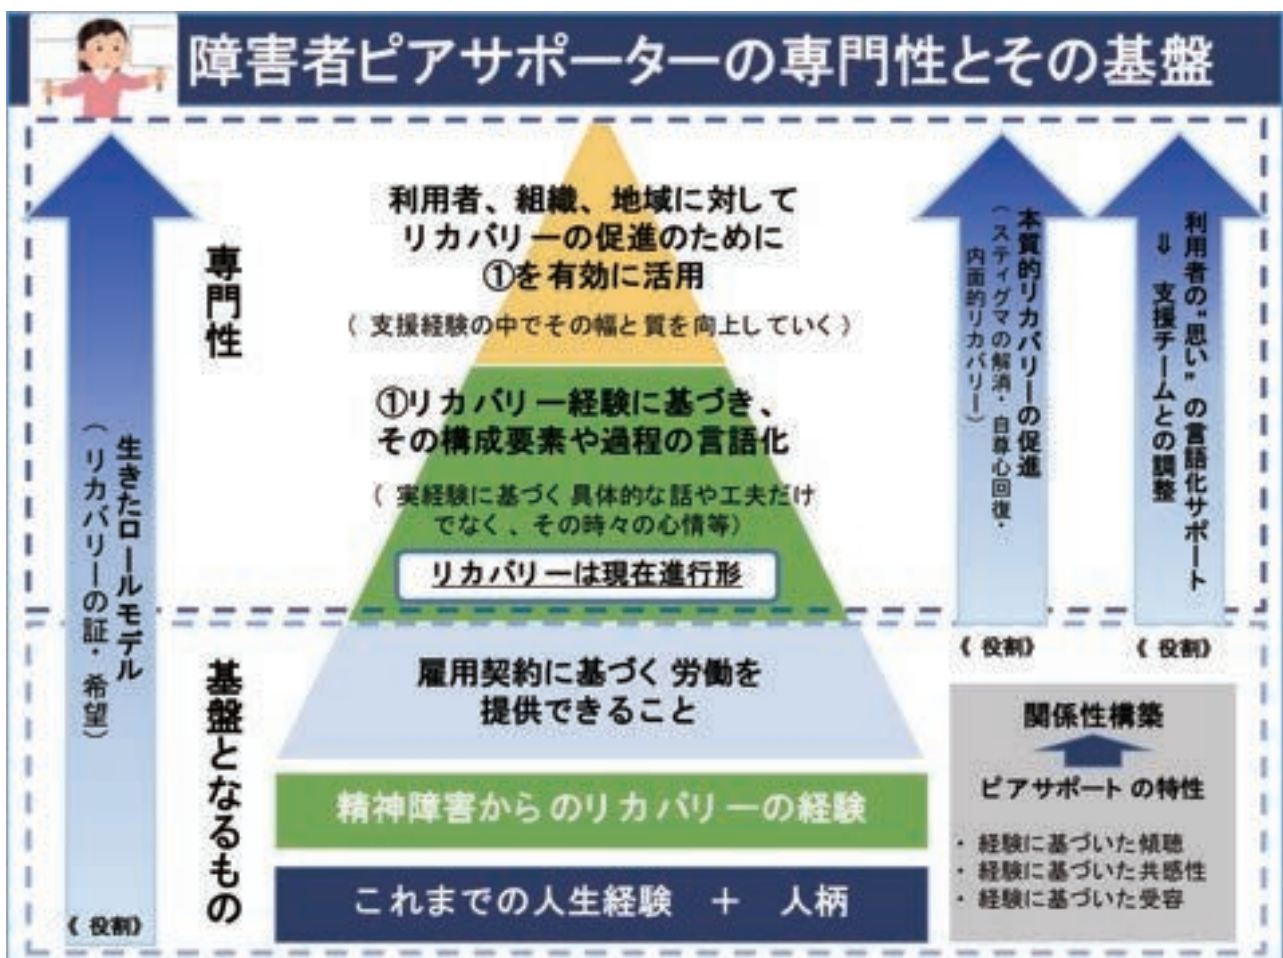 障害者ピアサポーターの専門性とその基盤
専門性
利用者、組織、地域に対して
リカバリーの促進のために
①を有効に活用
(支援経験の中でその幅と質を向上していく)
①リカバリー経験に基づき、
その構成要素や過程の言語化
(実経験に基づく具体的な話や工夫だけ
でなく、その時々の心情等)
リカバリーは現在進行形
生きたロールモデル
(リカバリーの証・希望)
《役割》
本質的リカバリーの促進
(スティグマの解消・自尊心回復・
内面的リカバリー)
《役割》
利用者の“思い”の言語化サポート
⇒ 支援チームとの調整
《役割》
基盤となるもの
雇用契約に基づく労働を
提供できること
精神障害からのリカバリーの経験
これまでの人生経験 + 人柄
関係性構築
ピアサポートの特性
・ 経験に基づいた傾聴
・ 経験に基づいた共感性
・ 経験に基づいた受容